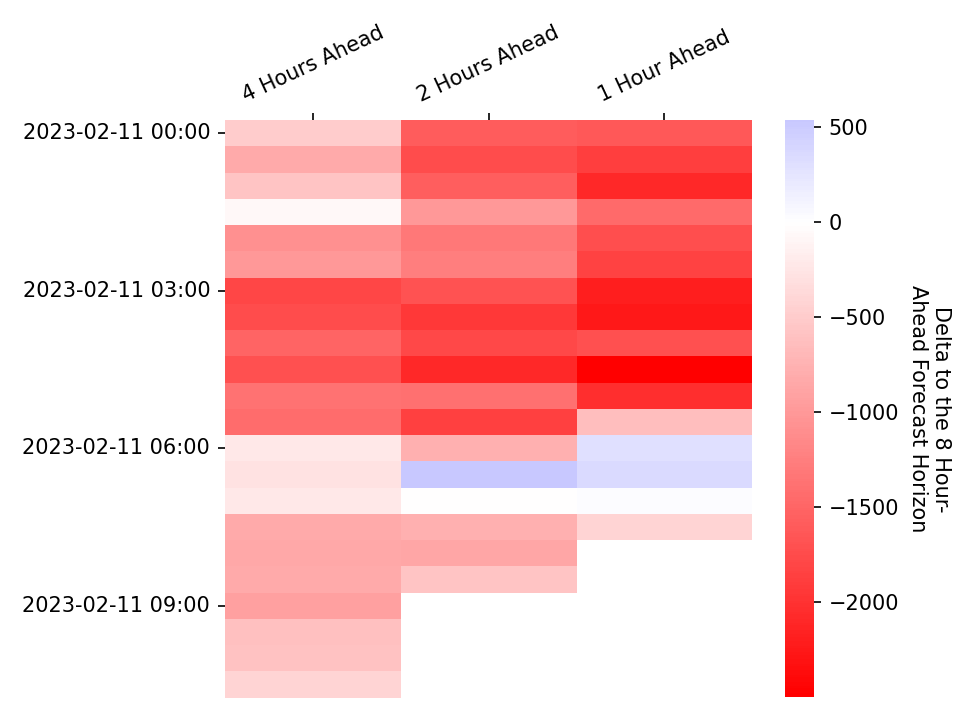 4 Hours Ahead
2 Hours Ahead
1 Hour Ahead
2023-02-11 00:00
2023-02-11 03:00
2023-02-11 06:00
2023-02-11 09:00
500
0
−500
−1000
−1500
−2000
Delta to the 8 Hour-
Ahead Forecast Horizon